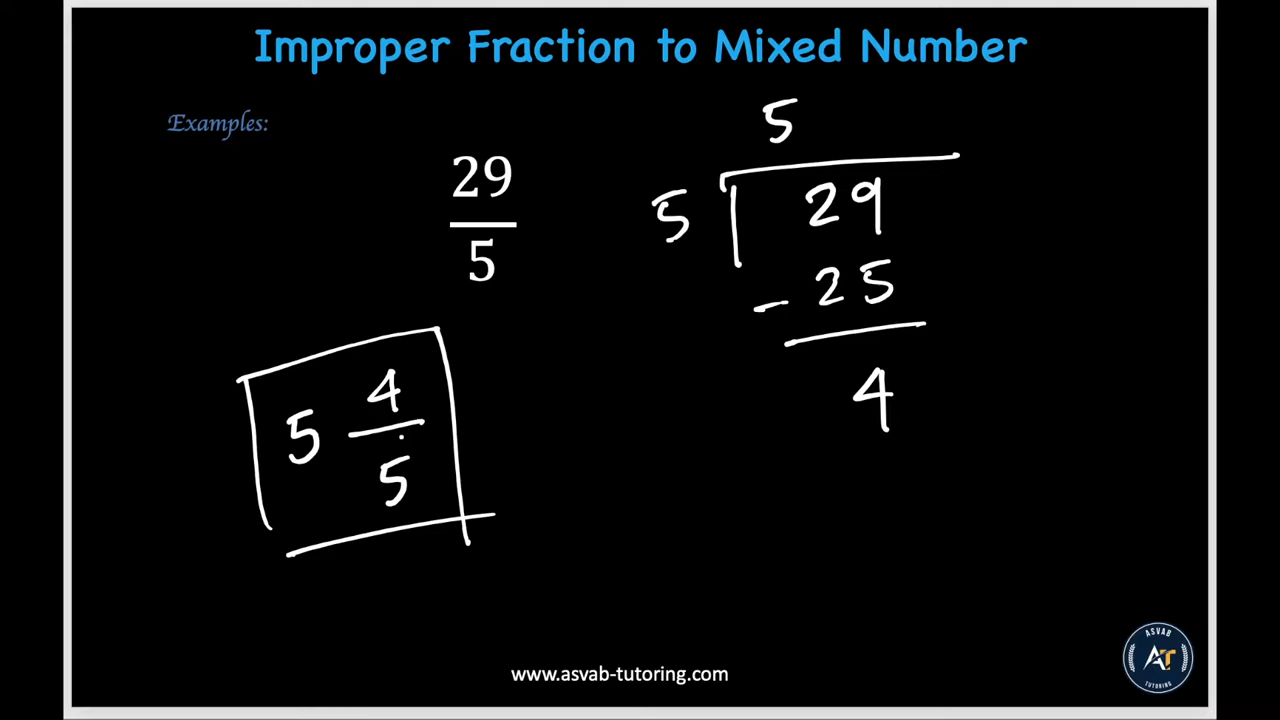 Improper Fraction to Mixed Number
Examples:
29
5
5
5 29
- 25
4
5 4
5
www.asvab-tutoring.com
ASVAB
AT
TUTORING